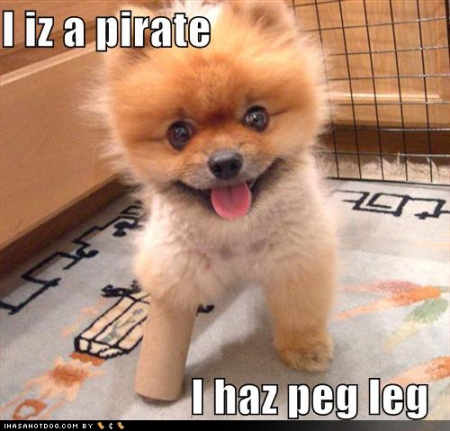 I iz a pirate
I haz peg leg
IHASAHOTDOG.COM BY